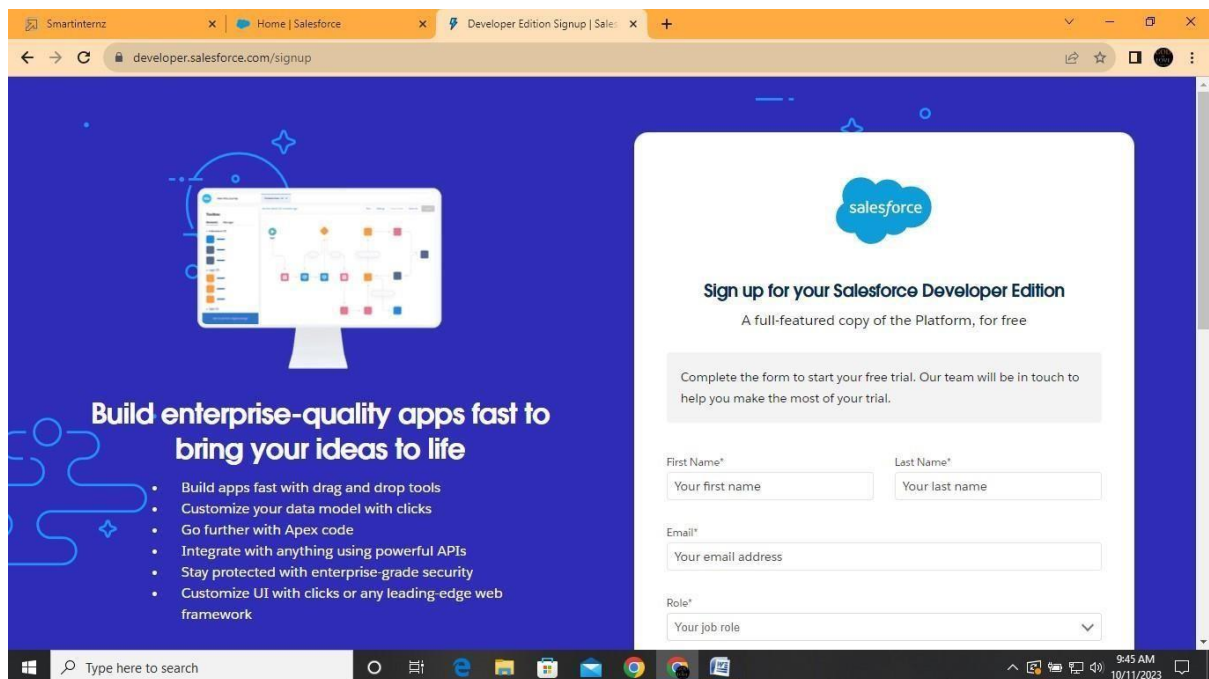 Smartinternz
Home | Salesforce
Developer Edition Signup | Sales
developer.salesforce.com/signup
salesforce
Sign up for your Salesforce Developer Edition
A full-featured copy of the Platform, for free
Complete the form to start your free trial. Our team will be in touch to
help you make the most of your trial.
Build enterprise-quality apps fast to
bring your ideas to life
• Build apps fast with drag and drop tools
• Customize your data model with clicks
• Go further with Apex code
• Integrate with anything using powerful APIs
• Stay protected with enterprise-grade security
• Customize UI with clicks or any leading-edge web
framework
First Name*
Your first name
Last Name*
Your last name
Email*
Your email address
Role*
Your job role
Type here to search
9:45 AM
10/11/2023